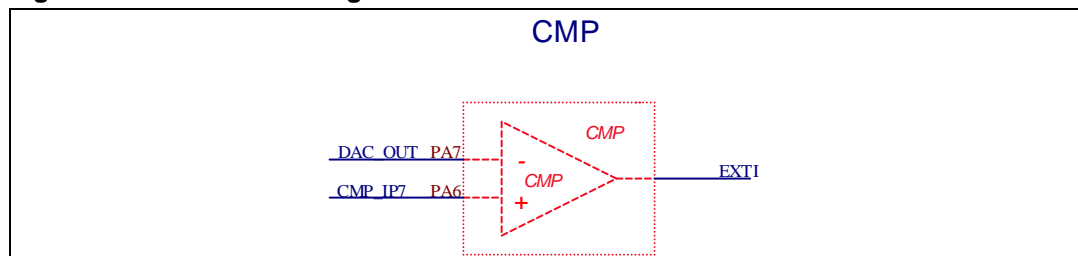 CMP
CMP
DAC_OUT PA7
-
CMP
EXTI
CMP_IP7 PA6
+